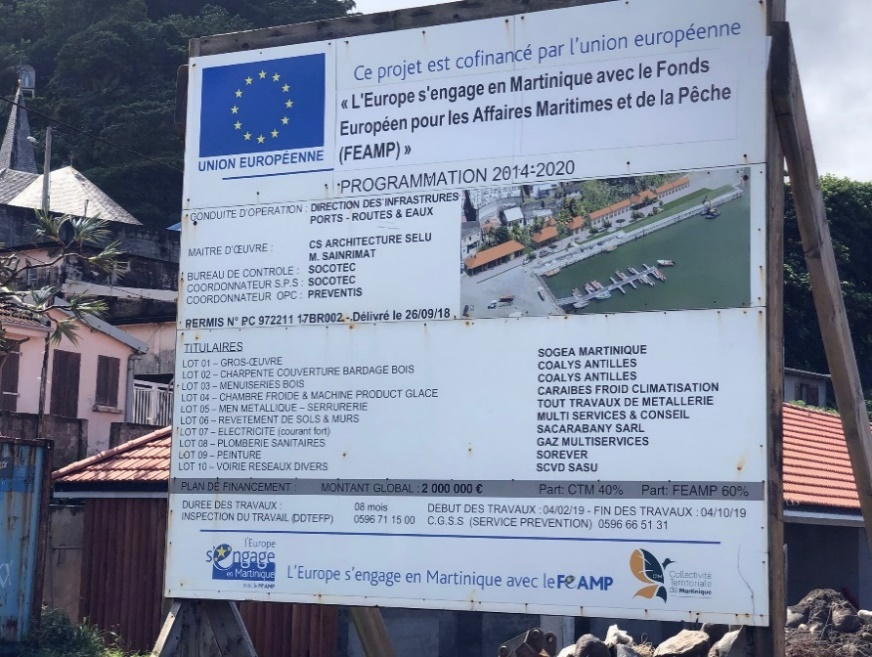 Ce projet est cofinancé par l'union européenne
« L'Europe s'engage en Martinique avec le Fonds
Européen pour les Affaires Maritimes et de la Pêche
(FEAMP) »
UNION EUROPÉENNE
PROGRAMMATION 2014-2020
CONDUITE D'OPERATION : DIRECTION DES INFRASTRURES
PORTS - ROUTES & EAUX
MAITRE D'ŒUVRE : CS ARCHITECTURE SELU
M. SAINRIMAT
BUREAU DE CONTROLE : SOCOTEC
COORDONNATEUR S.P.S : SOCOTEC
COORDONNATEUR OPC : PREVENTIS
PERMIS N° PC 972211 17BR002 - Délivré le 26/09/18
TITULAIRES
LOT 01 – GROS-ŒUVRE SOGEA MARTINIQUE
LOT 02 – CHARPENTE COUVERTURE BARDAGE BOIS COALYS ANTILLES
LOT 03 – MENUISERIES BOIS COALYS ANTILLES
LOT 04 – CHAMBRE FROIDE & MACHINE PRODUCT GLACE CARAIBES FROID CLIMATISATION
LOT 05 – MEN METALLIQUE – SERRURERIE TOUT TRAVAUX DE METALLERIE
LOT 06 – REVETEMENT DE SOLS & MURS MULTI SERVICES & CONSEIL
LOT 07 – ELECTRICITE (courant fort) SACARABANY SARL
LOT 08 – PLOMBERIE SANITAIRES GAZ MULTISERVICES
LOT 09 – PEINTURE SOREVER
LOT 10 – VOIRIE RESEAUX DIVERS SCVD SASU
PLAN DE FINANCEMENT : MONTANT GLOBAL : 2 000 000 € Part: CTM 40% Part: FEAMP 60%
DUREE DES TRAVAUX : 08 mois DEBUT DES TRAVAUX : 04/02/19 - FIN DES TRAVAUX : 04/10/19
INSPECTION DU TRAVAIL (DDTEFP) 0596 71 15 00 C.G.S.S (SERVICE PREVENTION) 0596 66 51 31
l'Europe
s'engage
en Martinique
avec le FEAMP
L'Europe s'engage en Martinique avec le FEAMP
CTM
Collectivité
Territoriale
de Martinique